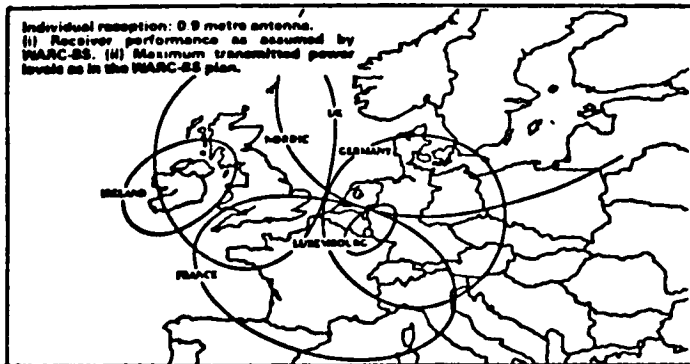 Individual reception: 0.9 metre antenna.
(i) Receiver performance as assumed by
WARC-BS. (ii) Maximum transmitted power
levels as in the WARC-BS plan.
UK
NORDIC
GERMANY
IRELAND
LUXEMBOURG
FRANCE